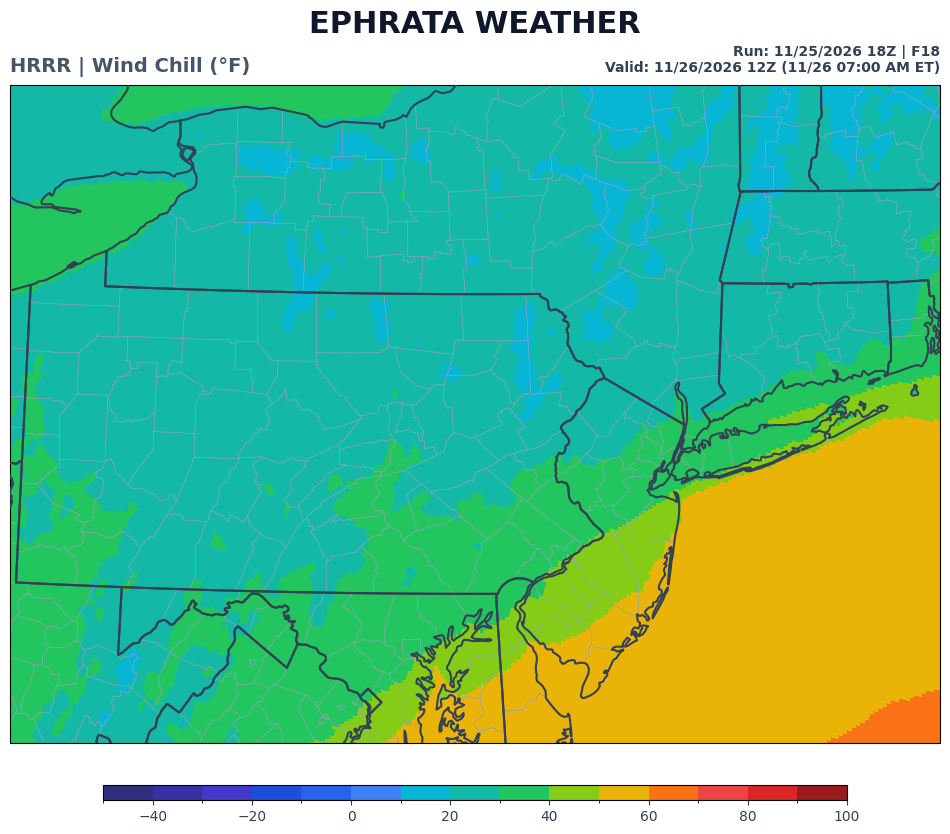 EPHRATA WEATHER
HRRR | Wind Chill (°F)
Run: 11/25/2026 18Z | F18
Valid: 11/26/2026 12Z (11/26 07:00 AM ET)
−40 −20 0 20 40 60 80 100